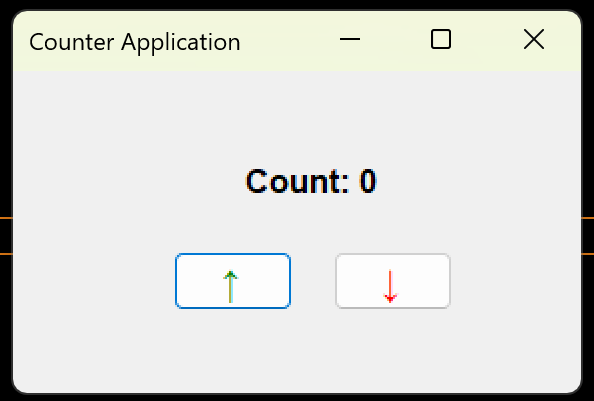 Counter Application
Count: 0
↑ ↓